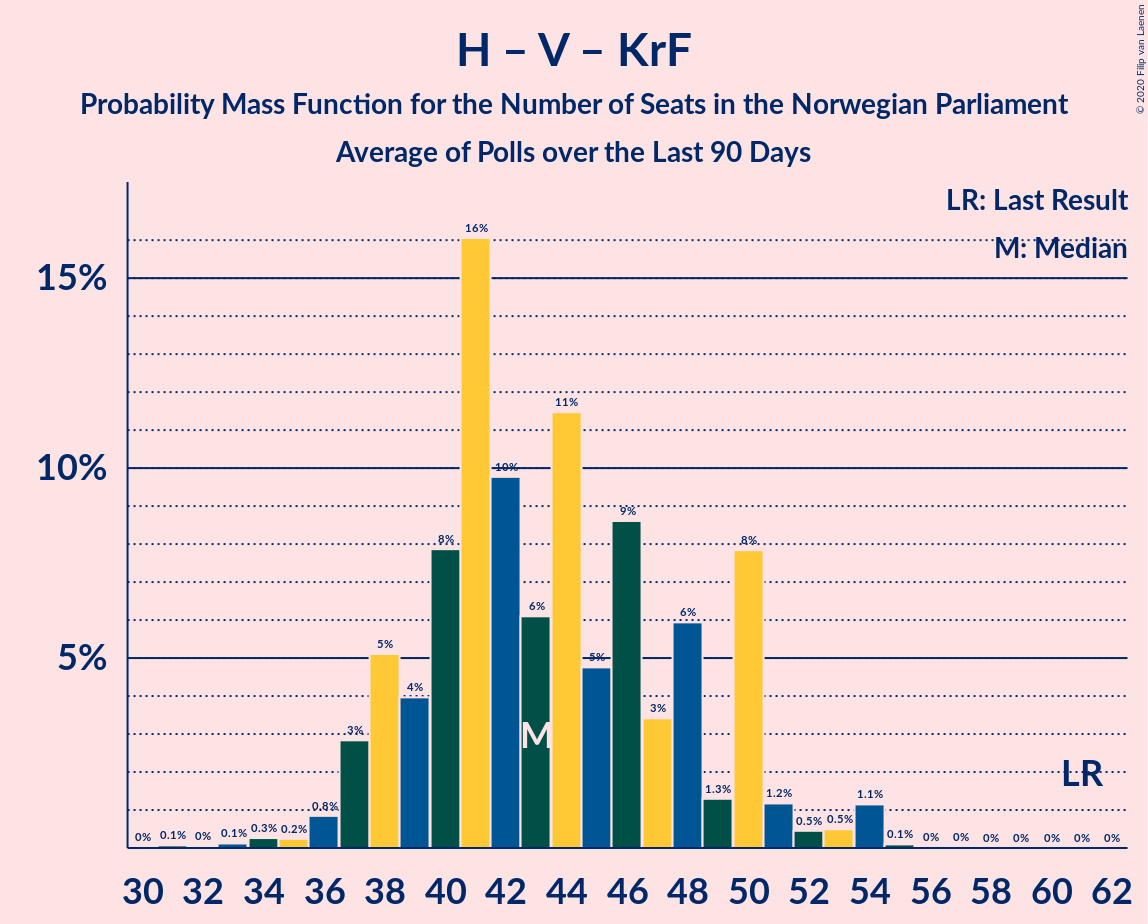 H – V – KrF
Probability Mass Function for the Number of Seats in the Norwegian Parliament
Average of Polls over the Last 90 Days
© 2020 Filip van Laenen
LR: Last Result
M: Median
15%
10%
5%
0% 0.1% 0% 0.1% 0.3% 0.2% 0.8% 3% 5% 4% 8% 16% 10% 6% 11% 5% 9% 3% 6% 1.3% 8% 1.2% 0.5% 0.5% 1.1% 0.1% 0% 0% 0% 0% 0% 0% 0%
M
LR
30 32 34 36 38 40 42 44 46 48 50 52 54 56 58 60 62